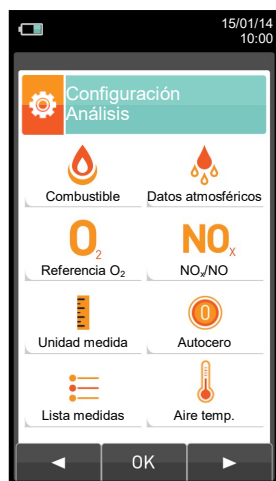 15/01/14
10:00
Configuración
Análisis
Combustible
Datos atmosféricos
O2
NOx
Referencia O₂
NOₓ/NO
0
Unidad medida
Autocero
Lista medidas
Aire temp.
OK